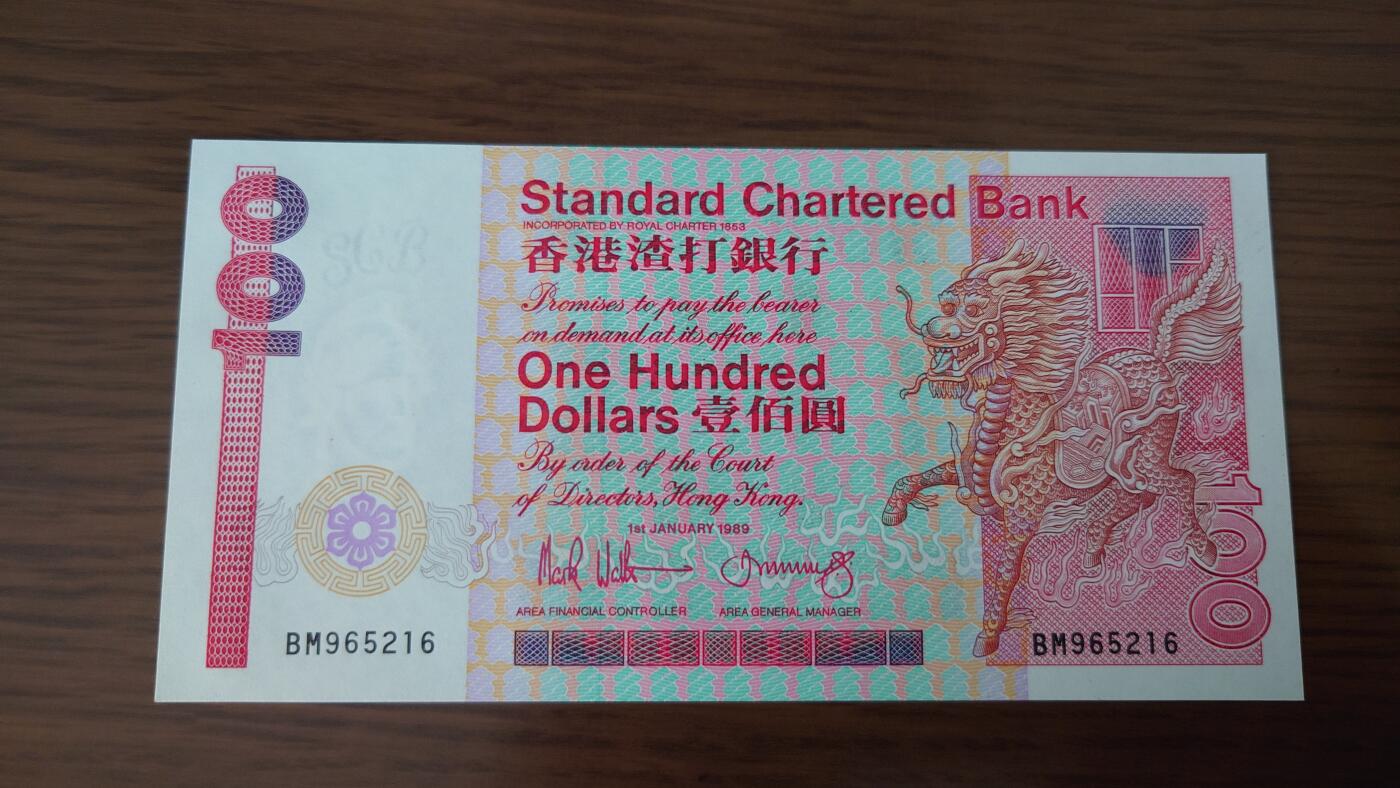 100
SCB
Standard Chartered Bank
INCORPORATED BY ROYAL CHARTER 1853
香港渣打銀行
Promises to pay the bearer
on demand at its office here
One Hundred
Dollars 壹佰圓
By order of the Court
of Directors, Hong Kong.
1st JANUARY 1989
AREA FINANCIAL CONTROLLER AREA GENERAL MANAGER
BM965216
BM965216
100